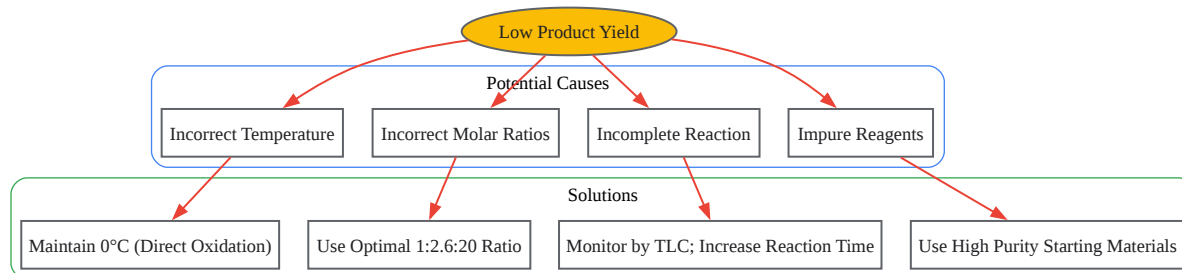 Low Product Yield
Potential Causes
Incorrect Temperature
Incorrect Molar Ratios
Incomplete Reaction
Impure Reagents
Solutions
Maintain 0°C (Direct Oxidation)
Use Optimal 1:2.6:20 Ratio
Monitor by TLC; Increase Reaction Time
Use High Purity Starting Materials